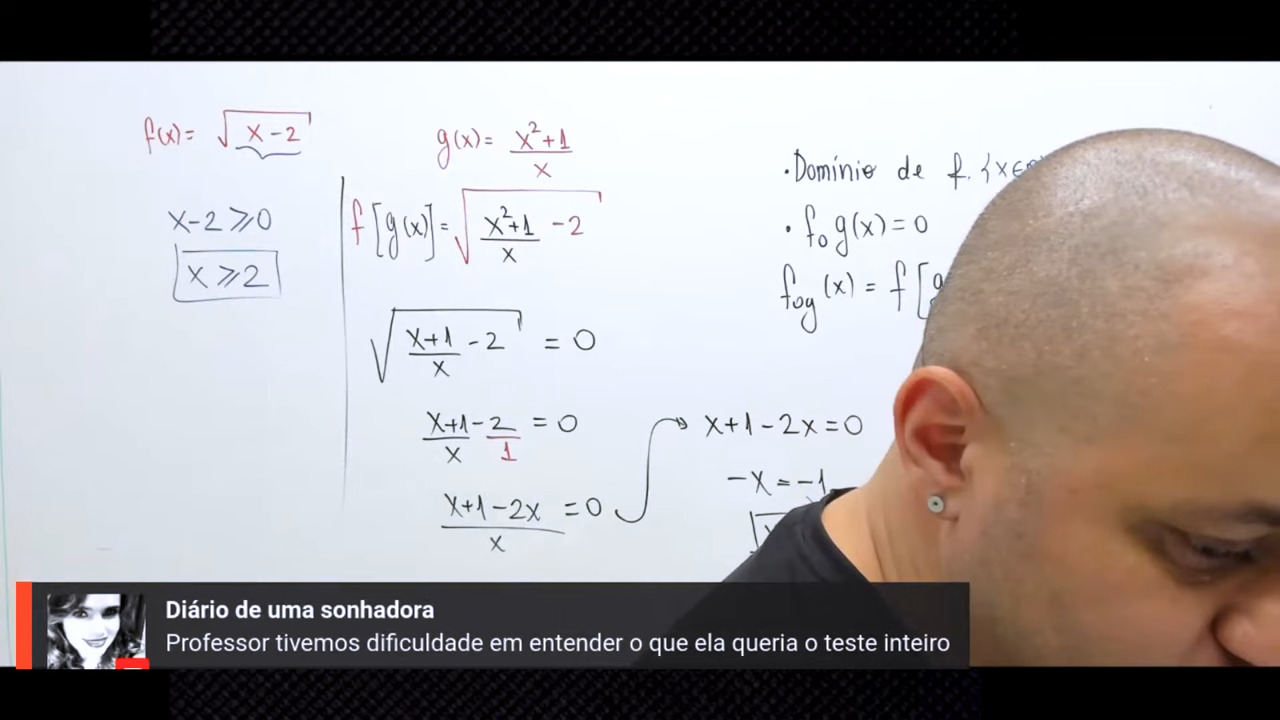 f(x) = √(x-2)
x-2 ⩾ 0
x ⩾ 2
g(x) = (x²+1)/x
f[g(x)] = √((x²+1)/x - 2)
√((x+1)/x - 2) = 0
(x+1)/x - 2/1 = 0
(x+1-2x)/x = 0
x+1-2x = 0
-x = -1
• Domínio de f. {x∈
• fog(x) = 0
fog(x) = f[g
Diário de uma sonhadora
Professor tivemos dificuldade em entender o que ela queria o teste inteiro